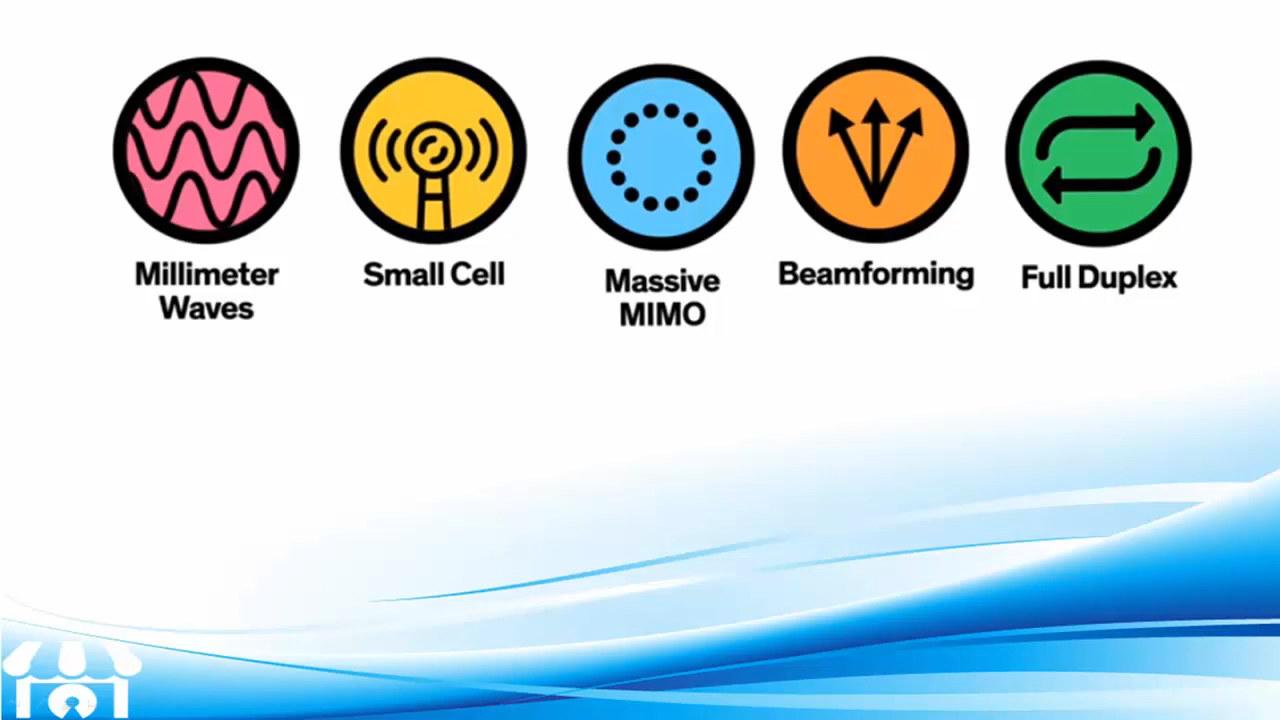 Millimeter
Waves
Small Cell
Massive
MIMO
Beamforming
Full Duplex